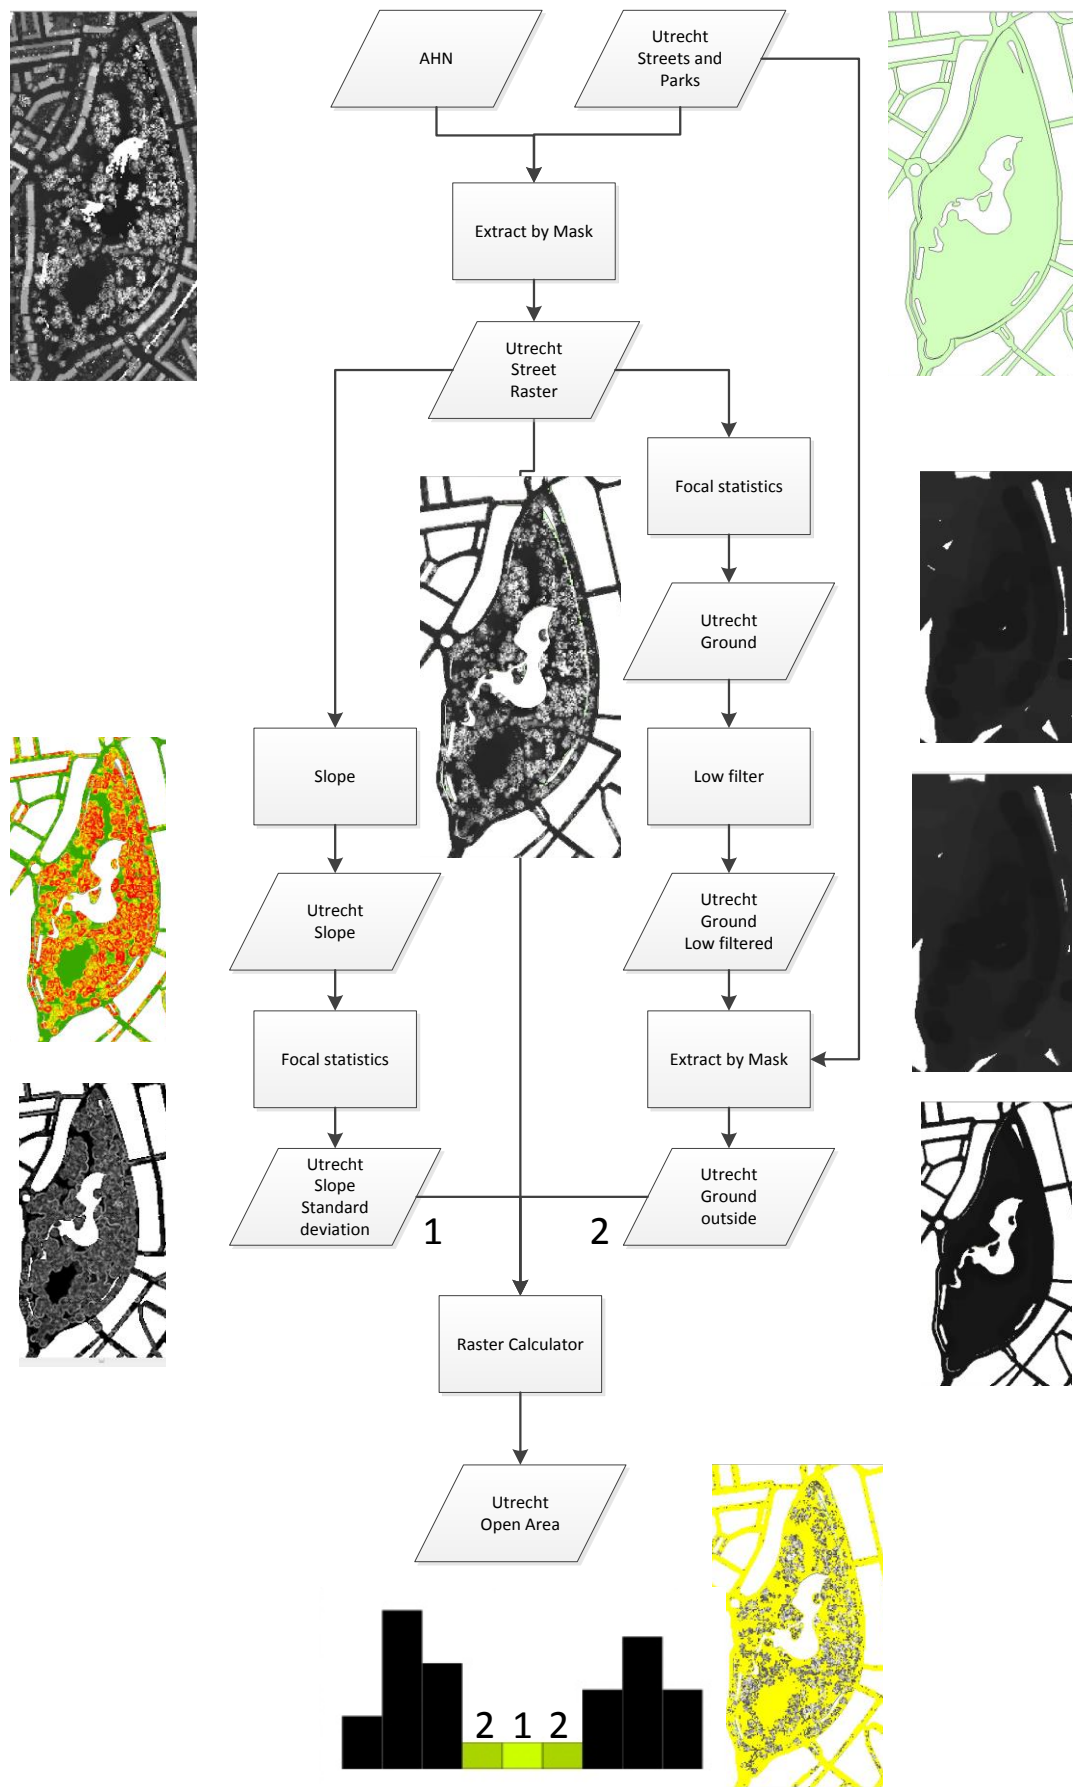 AHN
Utrecht
Streets and
Parks
Extract by Mask
Utrecht
Street
Raster
Focal statistics
Utrecht
Ground
Slope
Low filter
Utrecht
Slope
Utrecht
Ground
Low filtered
Focal statistics
Extract by Mask
Utrecht
Slope
Standard
deviation
Utrecht
Ground
outside
1
2
Raster Calculator
Utrecht
Open Area
2 1 2